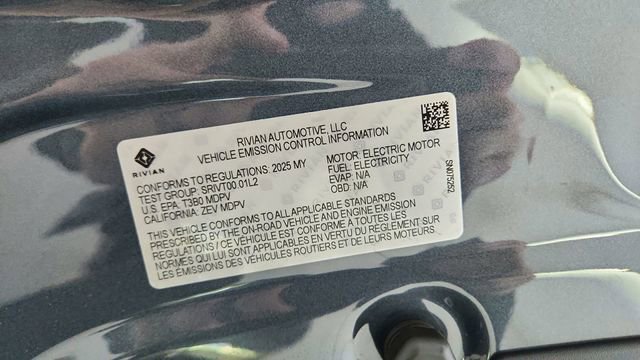 RIVIAN AUTOMOTIVE, LLC
VEHICLE EMISSION CONTROL INFORMATION
RIVIAN
CONFORMS TO REGULATIONS: 2025 MY
TEST GROUP: SRIVT00.01L2
U.S EPA. T3B0 MDPV
CALIFORNIA: ZEV MDPV
MOTOR: ELECTRIC MOTOR
FUEL: ELECTRICITY
EVAP: N/A
OBD: N/A
SN075252
THIS VEHICLE CONFORMS TO ALL APPLICABLE STANDARDS
PRESCRIBED BY THE ON-ROAD VEHICLE AND ENGINE EMISSION
REGULATIONS / CE VÉHICULE EST CONFORME À TOUTES LES
NORMES QUI LUI SONT APPLICABLES EN VERTU DU RÈGLEMENT SUR
LES ÉMISSIONS DES VÉHICULES ROUTIERS ET DE LEURS MOTEURS.